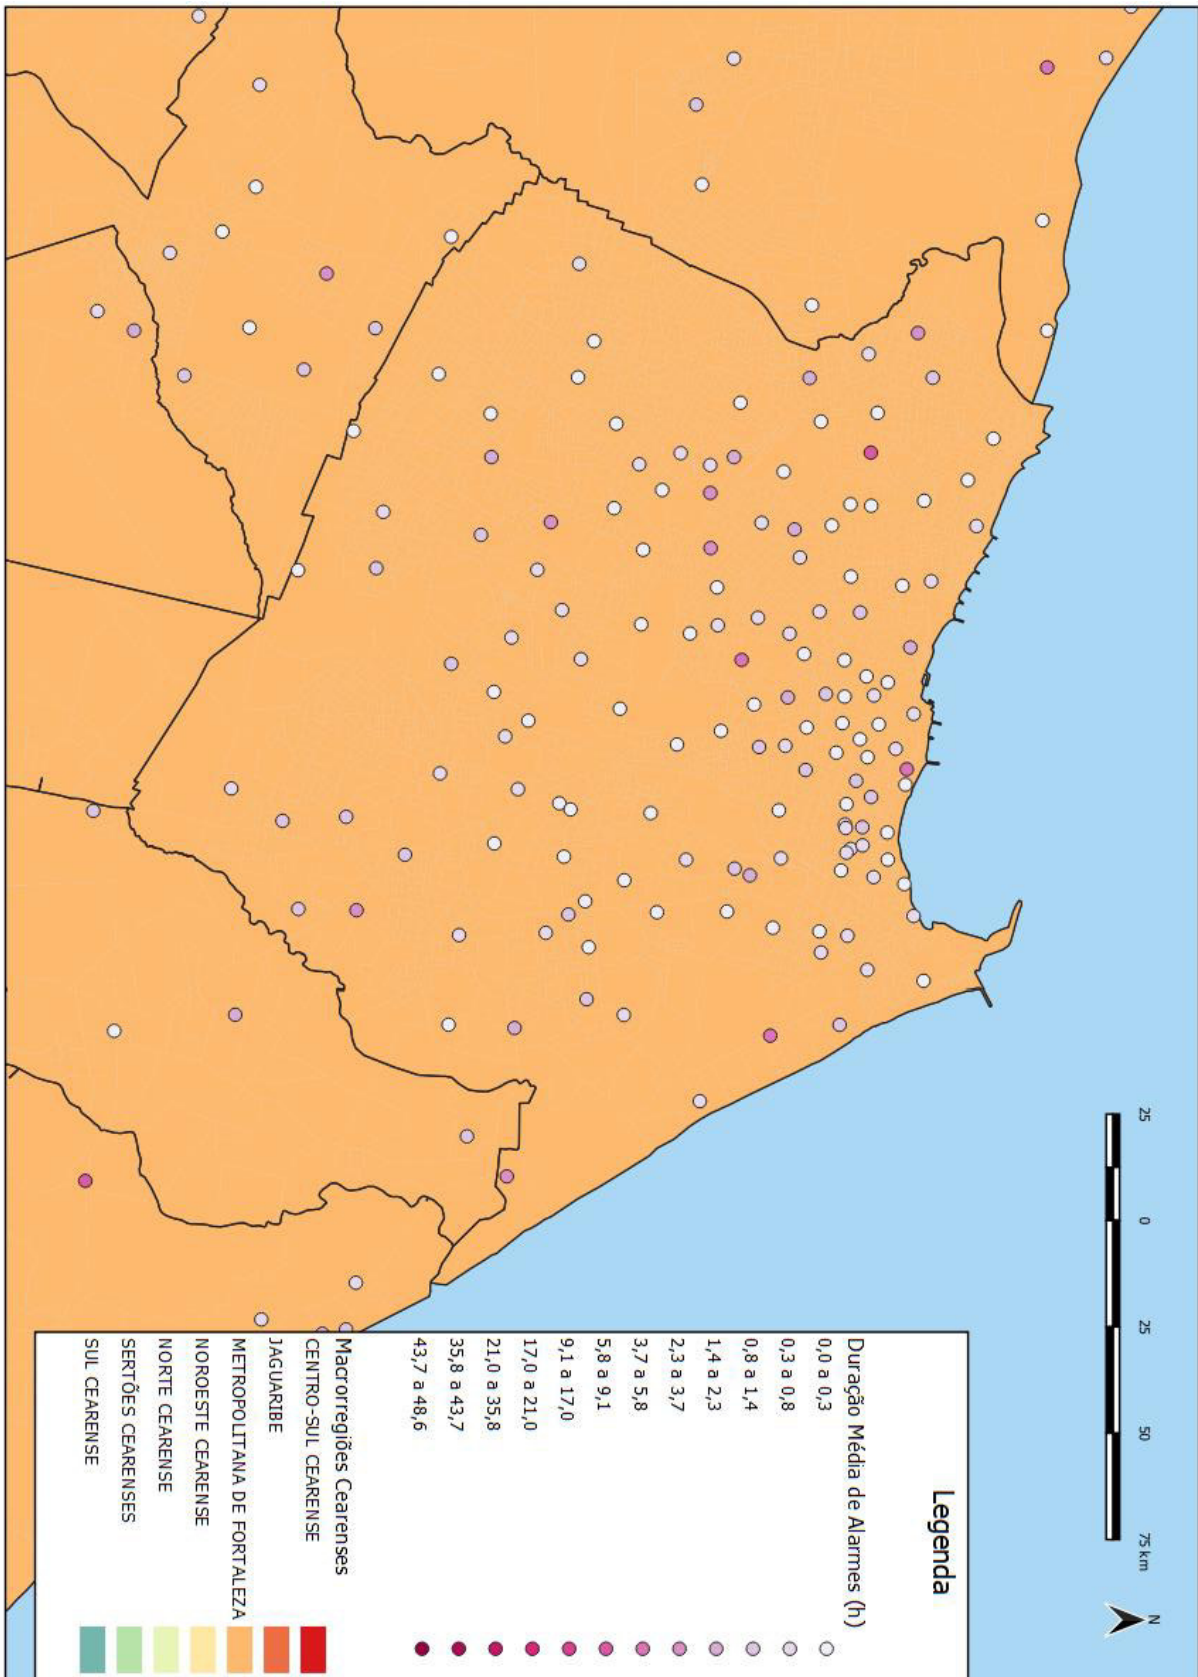 25 0 25 50 75 km
N
Legenda
Duração Média de Alarmes (h)
0,0 a 0,3
0,3 a 0,8
0,8 a 1,4
1,4 a 2,3
2,3 a 3,7
3,7 a 5,8
5,8 a 9,1
9,1 a 17,0
17,0 a 21,0
21,0 a 35,8
35,8 a 43,7
43,7 a 48,6
Macrorregiões Cearenses
CENTRO-SUL CEARENSE
JAGUARIBE
METROPOLITANA DE FORTALEZA
NOROESTE CEARENSE
NORTE CEARENSE
SERTÕES CEARENSES
SUL CEARENSE